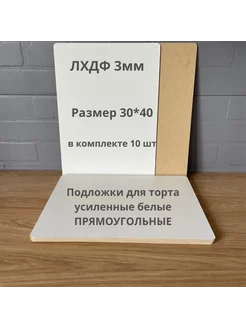 ЛХДФ 3мм
Размер 30*40
в комплекте 10 шт
Подложки для торта
усиленные белые
ПРЯМОУГОЛЬНЫЕ